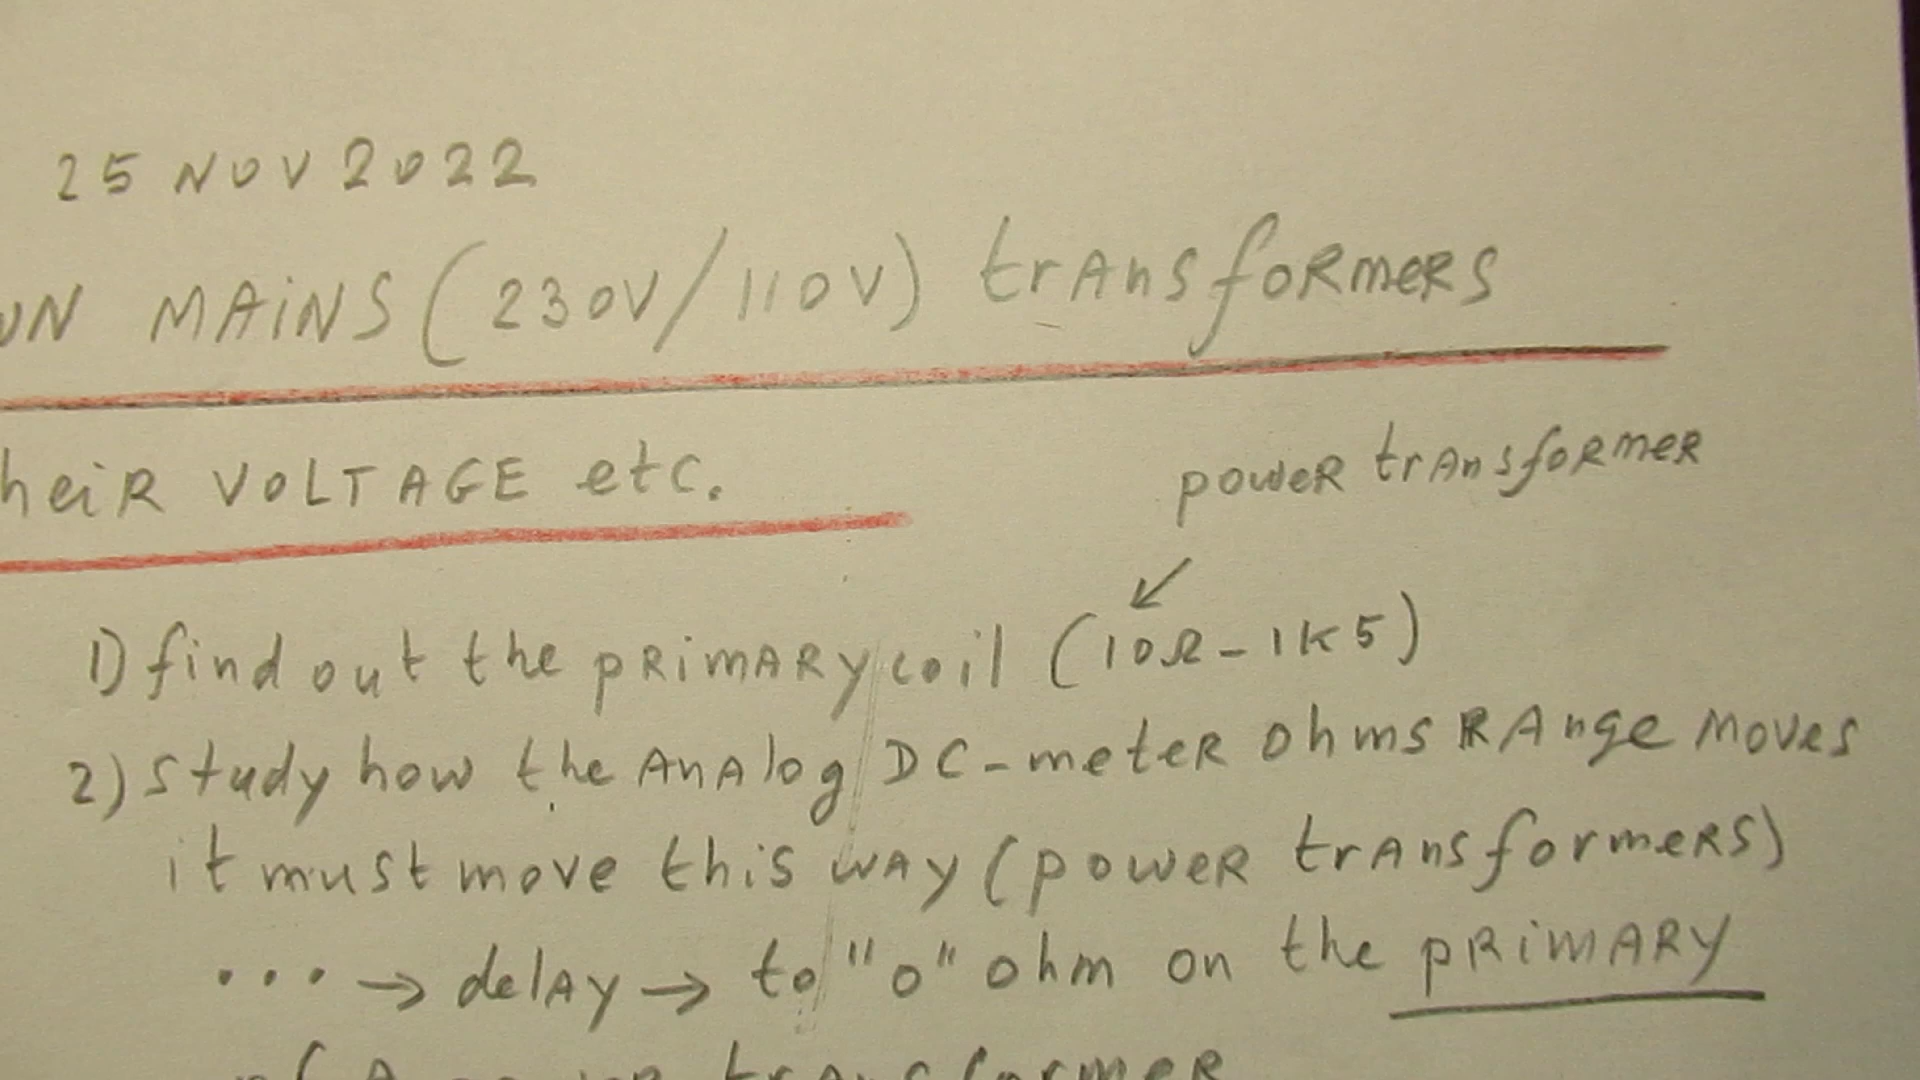 25 NOV 2022
MAiNS (230V/110V) trAnsfoRmeRS
heiR VOLTAGE etc.
poweR trAnsfoRmeR
1) find out the pRimARy coil (10Ω - 1K5)
2) Study how the AnAlog DC-meteR Ohms RAnge moves
it must move this wAy (poweR trAnsformeRS)
... → delAy → to "0" ohm on the pRiMARY